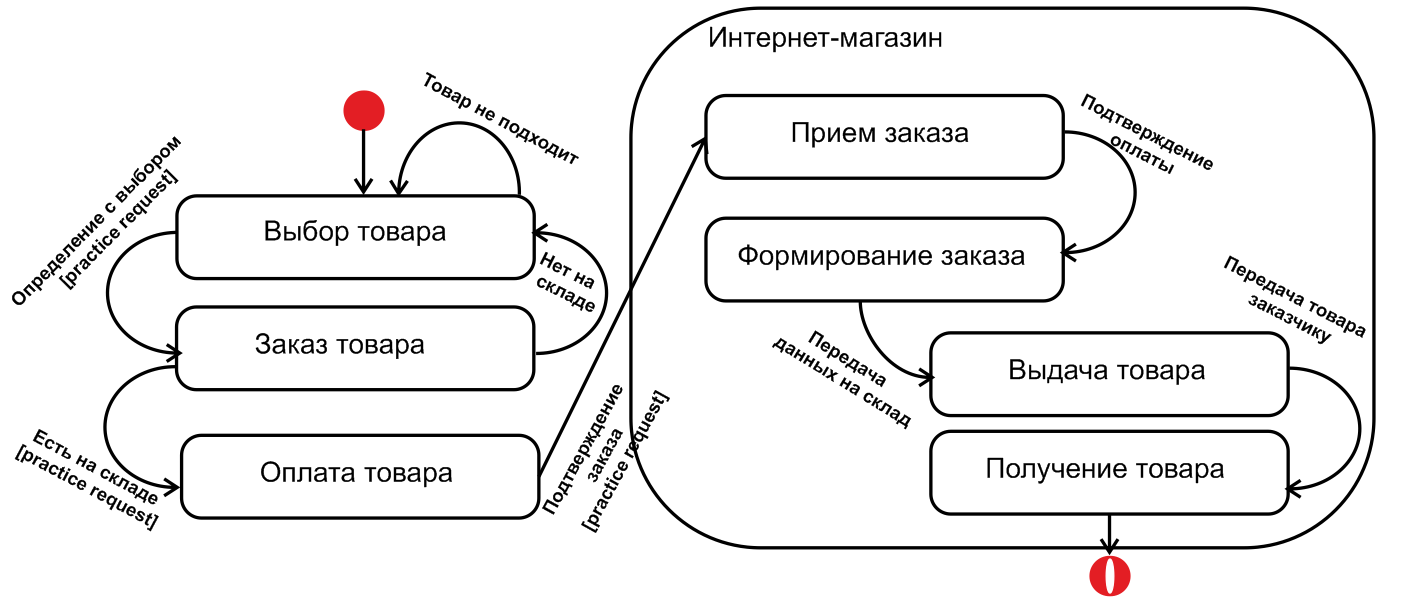 Интернет-магазин
Товар не подходит
Определение с выбором
[practice request]
Выбор товара
Нет на
складе
Заказ товара
Есть на складе
[practice request]
Оплата товара
Подтверждение
заказа
[practice request]
Прием заказа
Подтверждение
оплаты
Формирование заказа
Передача
данных на склад
Выдача товара
Передача товара
заказчику
Получение товара